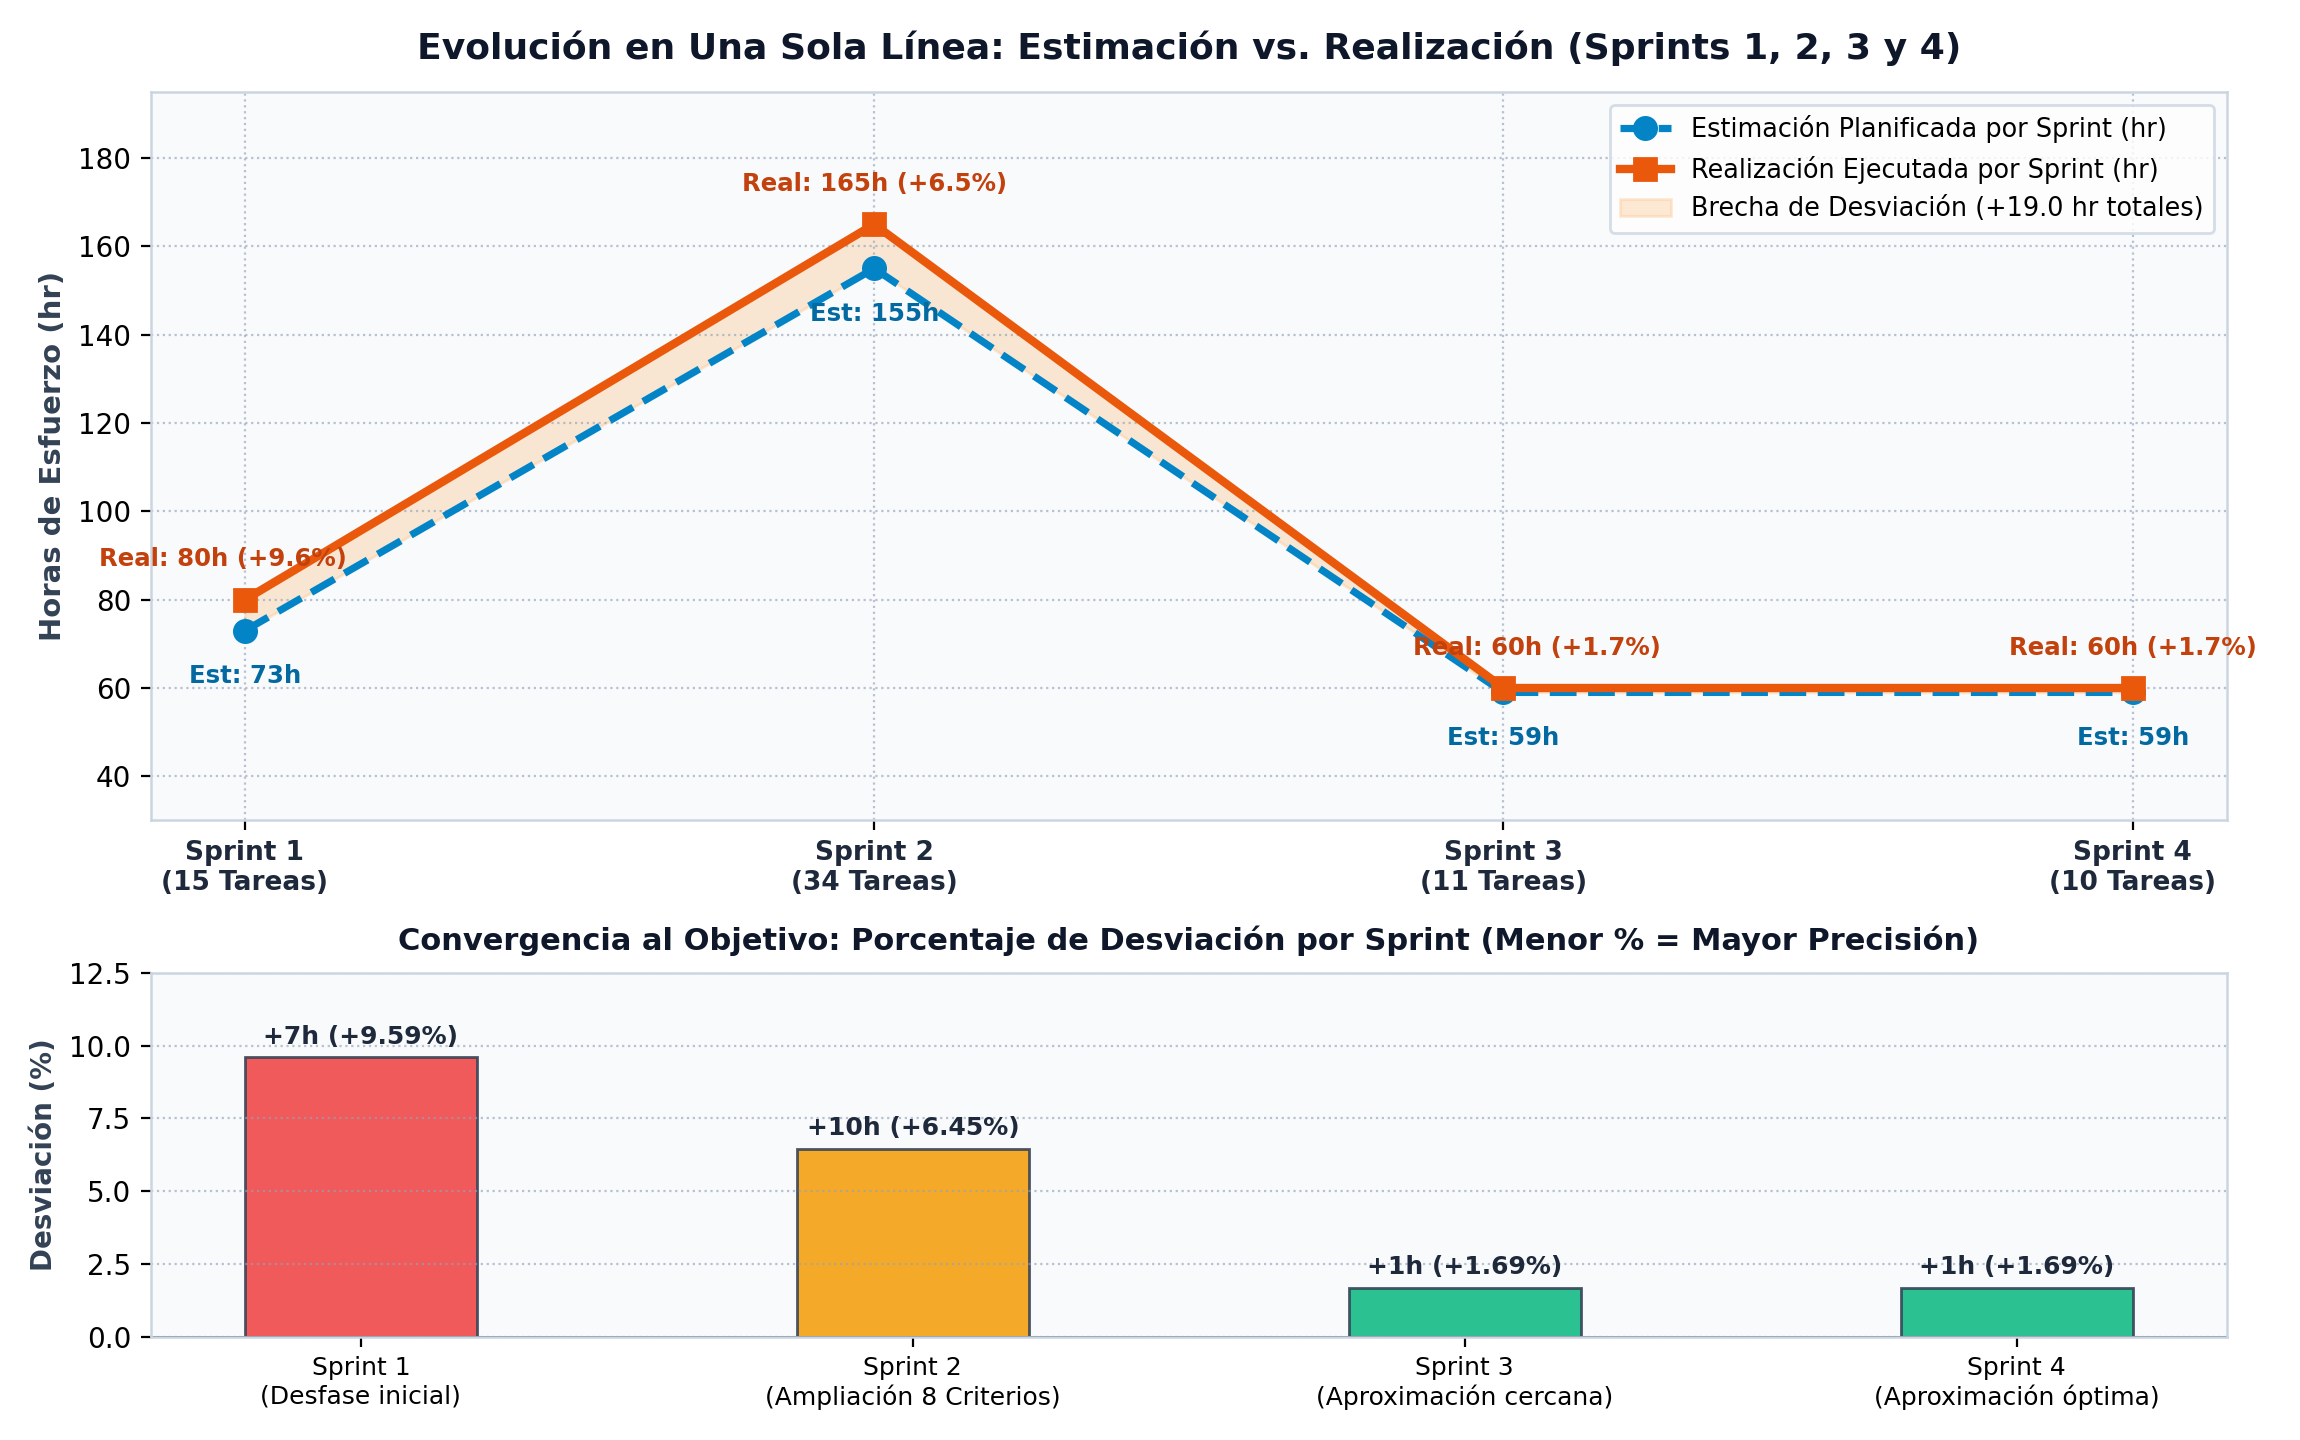 Evolución en Una Sola Línea: Estimación vs. Realización (Sprints 1, 2, 3 y 4)
Estimación Planificada por Sprint (hr)
Realización Ejecutada por Sprint (hr)
Brecha de Desviación (+19.0 hr totales)
Horas de Esfuerzo (hr)
180
160
140
120
100
80
60
40
Real: 80h (+9.6%)
Est: 73h
Real: 165h (+6.5%)
Est: 155h
Real: 60h (+1.7%)
Est: 59h
Real: 60h (+1.7%)
Est: 59h
Sprint 1
(15 Tareas)
Sprint 2
(34 Tareas)
Sprint 3
(11 Tareas)
Sprint 4
(10 Tareas)
Convergencia al Objetivo: Porcentaje de Desviación por Sprint (Menor % = Mayor Precisión)
Desviación (%)
12.5
10.0
7.5
5.0
2.5
0.0
+7h (+9.59%)
+10h (+6.45%)
+1h (+1.69%)
+1h (+1.69%)
Sprint 1
(Desfase inicial)
Sprint 2
(Ampliación 8 Criterios)
Sprint 3
(Aproximación cercana)
Sprint 4
(Aproximación óptima)